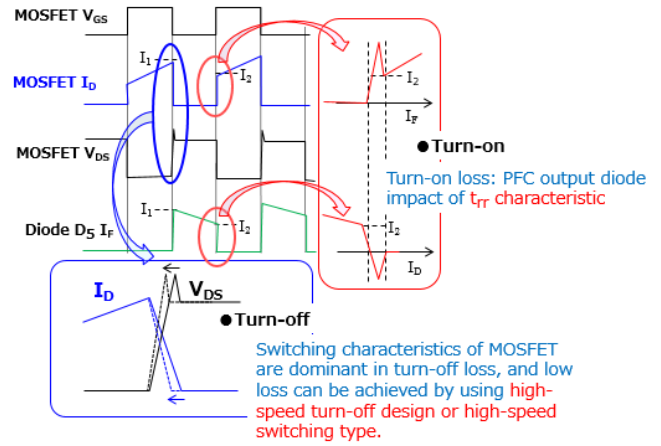 MOSFET VGS
I1
I2
MOSFET ID
I2
IF
MOSFET VDS
● Turn-on
Turn-on loss: PFC output diode
impact of trr characteristic
I1
I2
Diode D5 IF
I2
ID
ID
VDS
● Turn-off
Switching characteristics of MOSFET
are dominant in turn-off loss, and low
loss can be achieved by using high-
speed turn-off design or high-speed
switching type.